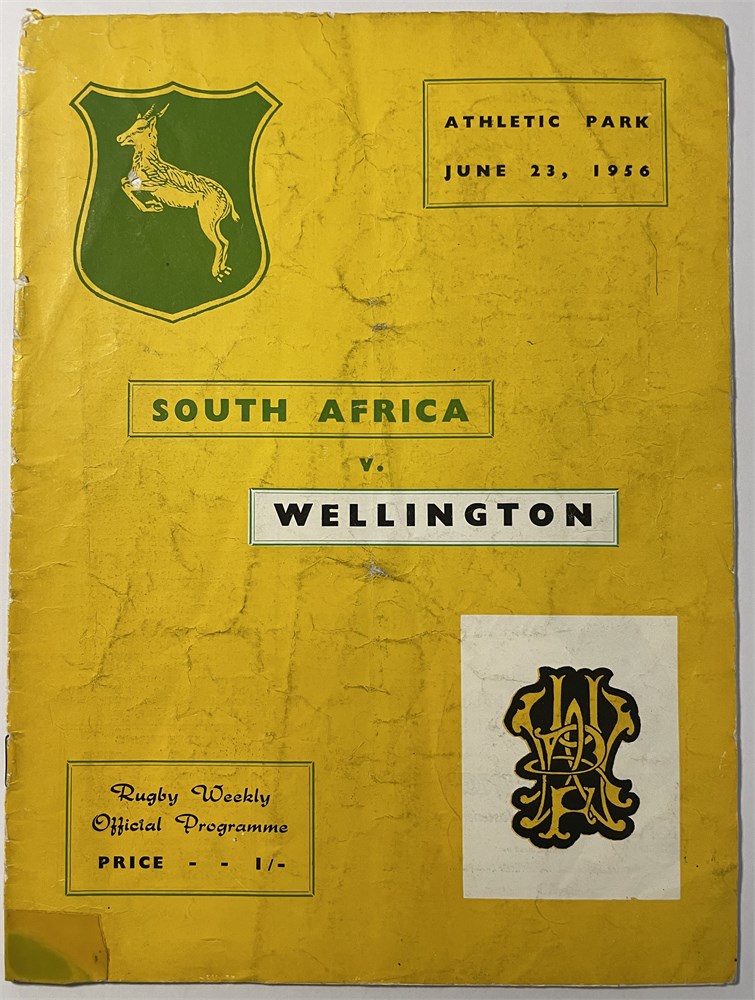 ATHLETIC PARK
JUNE 23, 1956
SOUTH AFRICA
v.
WELLINGTON
Rugby Weekly
Official Programme
PRICE - - 1/-